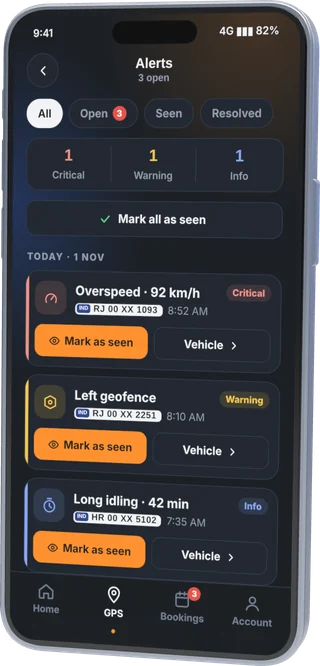 9:41 4G 82%
Alerts
3 open
All Open 3 Seen Resolved
1 1 1
Critical Warning Info
Mark all as seen
TODAY · 1 NOV
Overspeed · 92 km/h Critical
IND RJ 00 XX 1093 8:52 AM
Mark as seen Vehicle
Left geofence Warning
IND RJ 00 XX 2251 8:10 AM
Mark as seen Vehicle
Long idling · 42 min Info
IND HR 00 XX 5102 7:35 AM
Mark as seen Vehicle
3
Home GPS Bookings Account